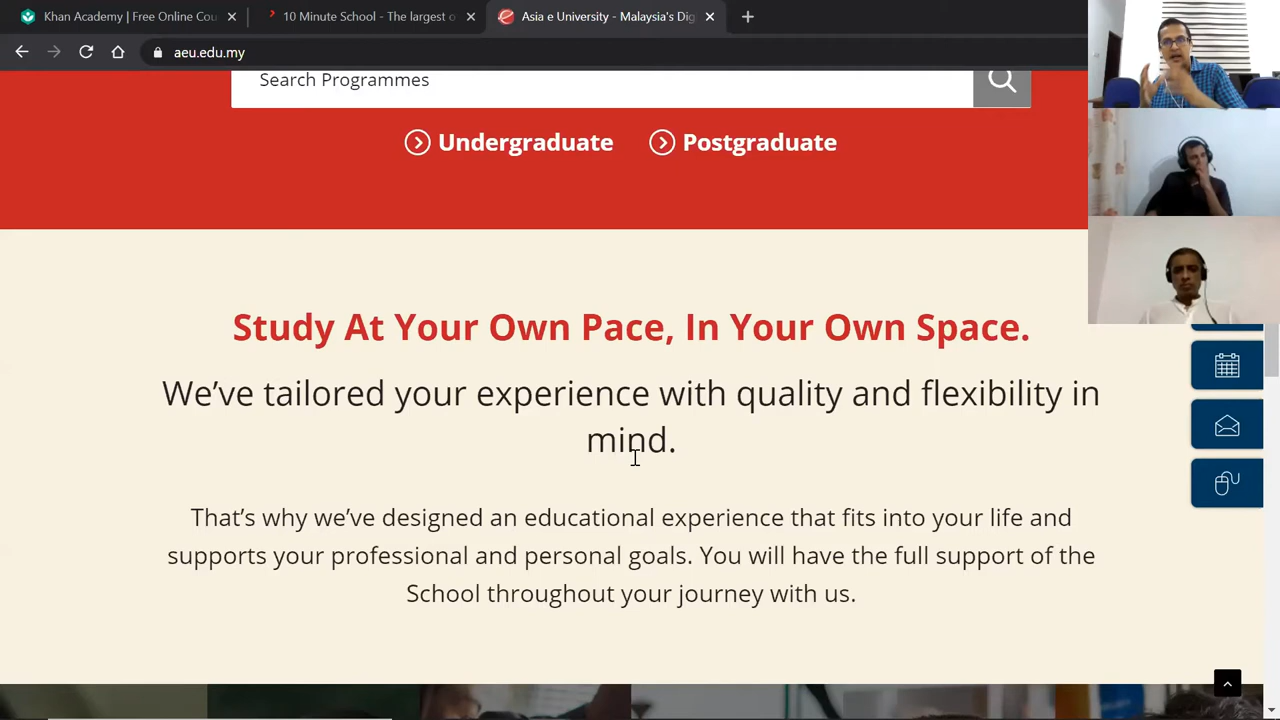 Khan Academy | Free Online Cou
10 Minute School - The largest o
Asia e University - Malaysia's Dig
aeu.edu.my
Search Programmes
Undergraduate Postgraduate
Study At Your Own Pace, In Your Own Space.
We've tailored your experience with quality and flexibility in
mind.
That's why we've designed an educational experience that fits into your life and
supports your professional and personal goals. You will have the full support of the
School throughout your journey with us.